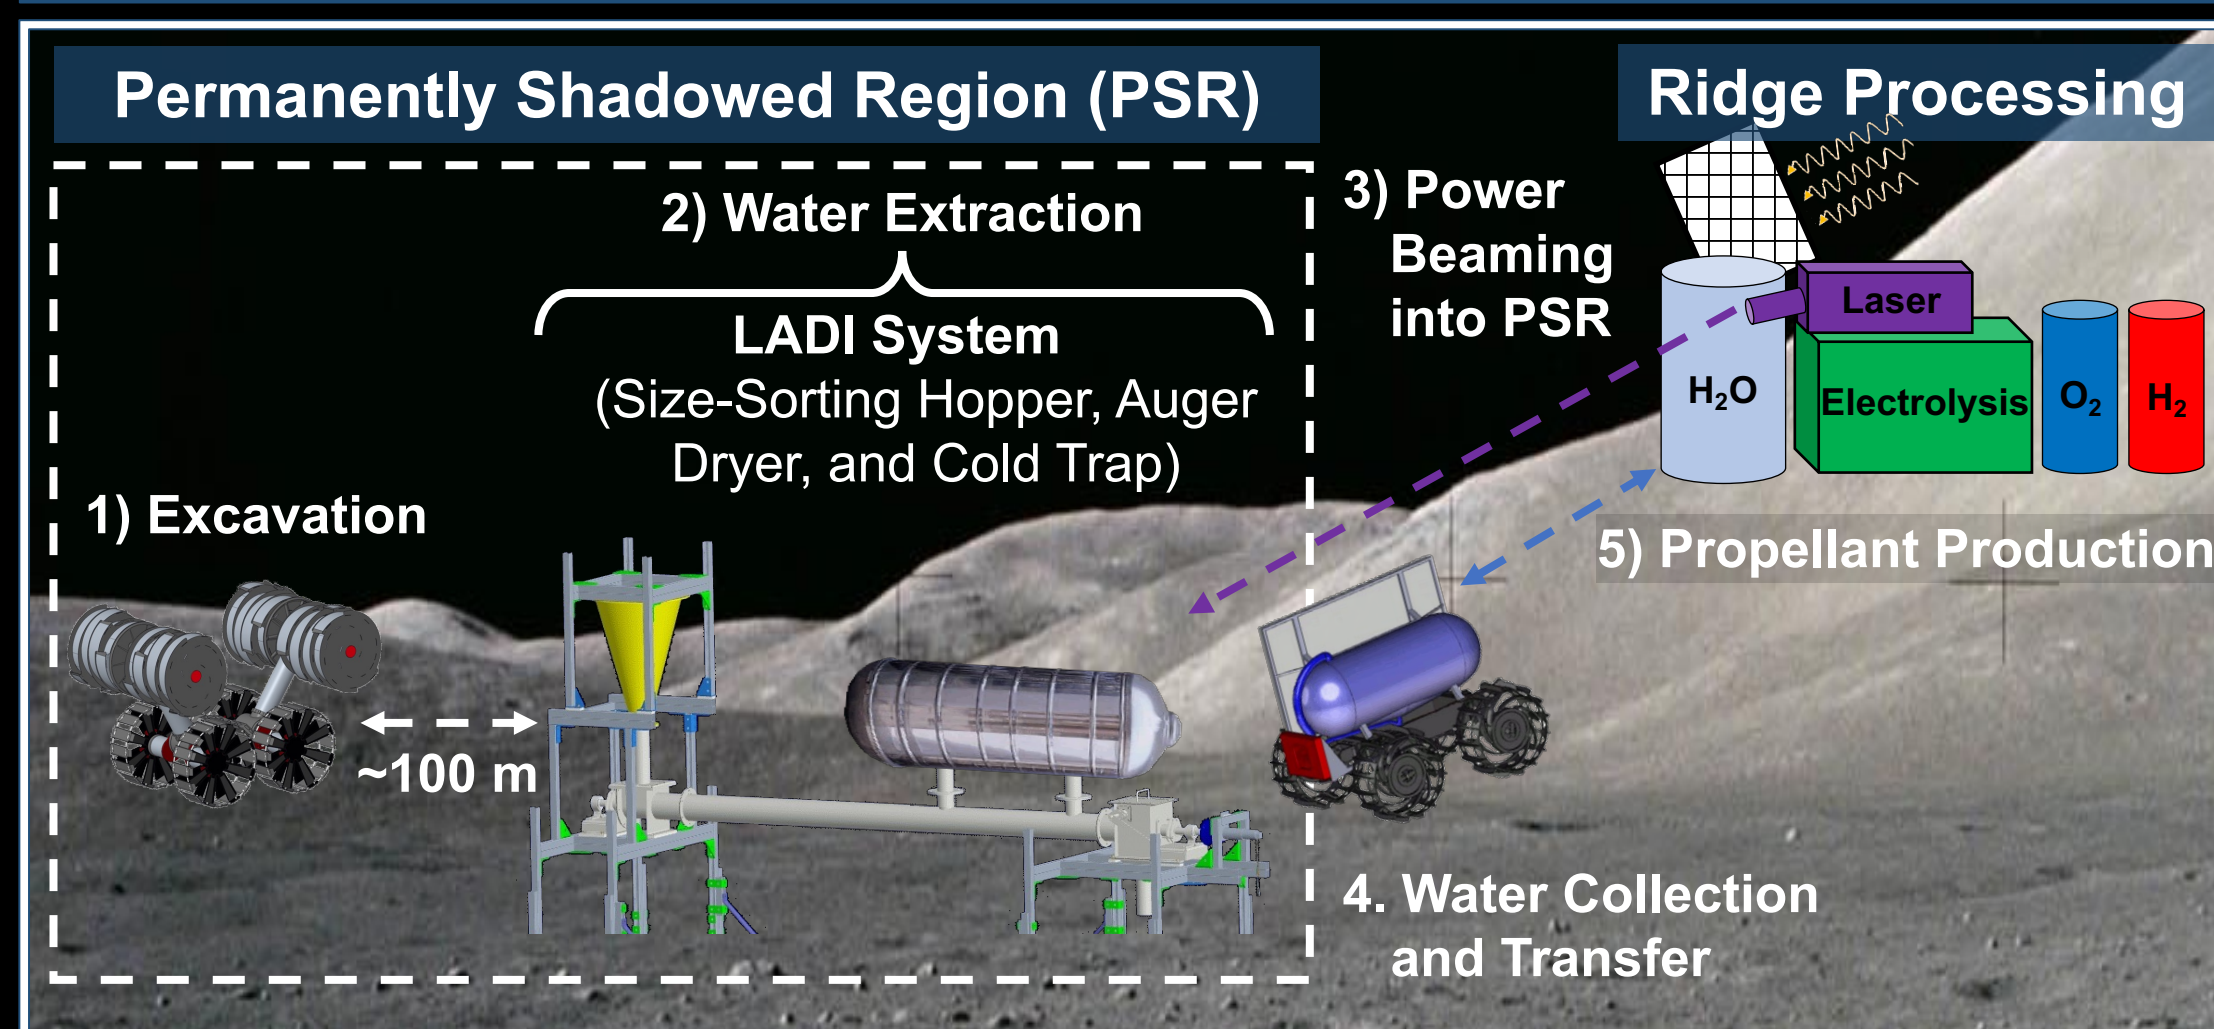 Permanently Shadowed Region (PSR)
Ridge Processing
2) Water Extraction
LADI System
(Size-Sorting Hopper, Auger
Dryer, and Cold Trap)
1) Excavation
~100 m
3) Power
Beaming
into PSR
Laser
H₂O
Electrolysis
O₂
H₂
5) Propellant Production
4. Water Collection
and Transfer